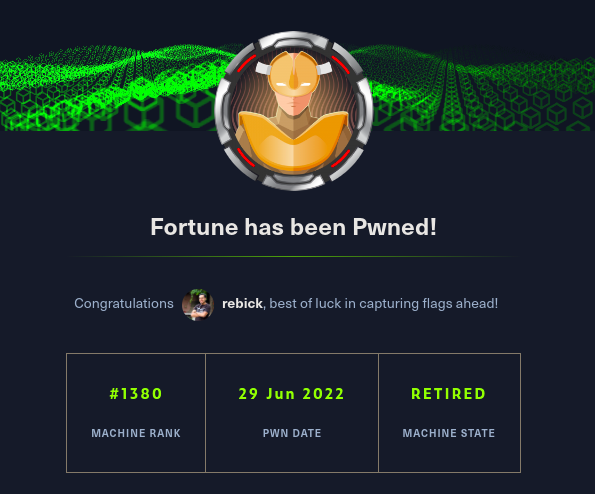 Fortune has been Pwned!
Congratulations rebick, best of luck in capturing flags ahead!
#1380 29 Jun 2022 RETIRED
MACHINE RANK PWN DATE MACHINE STATE